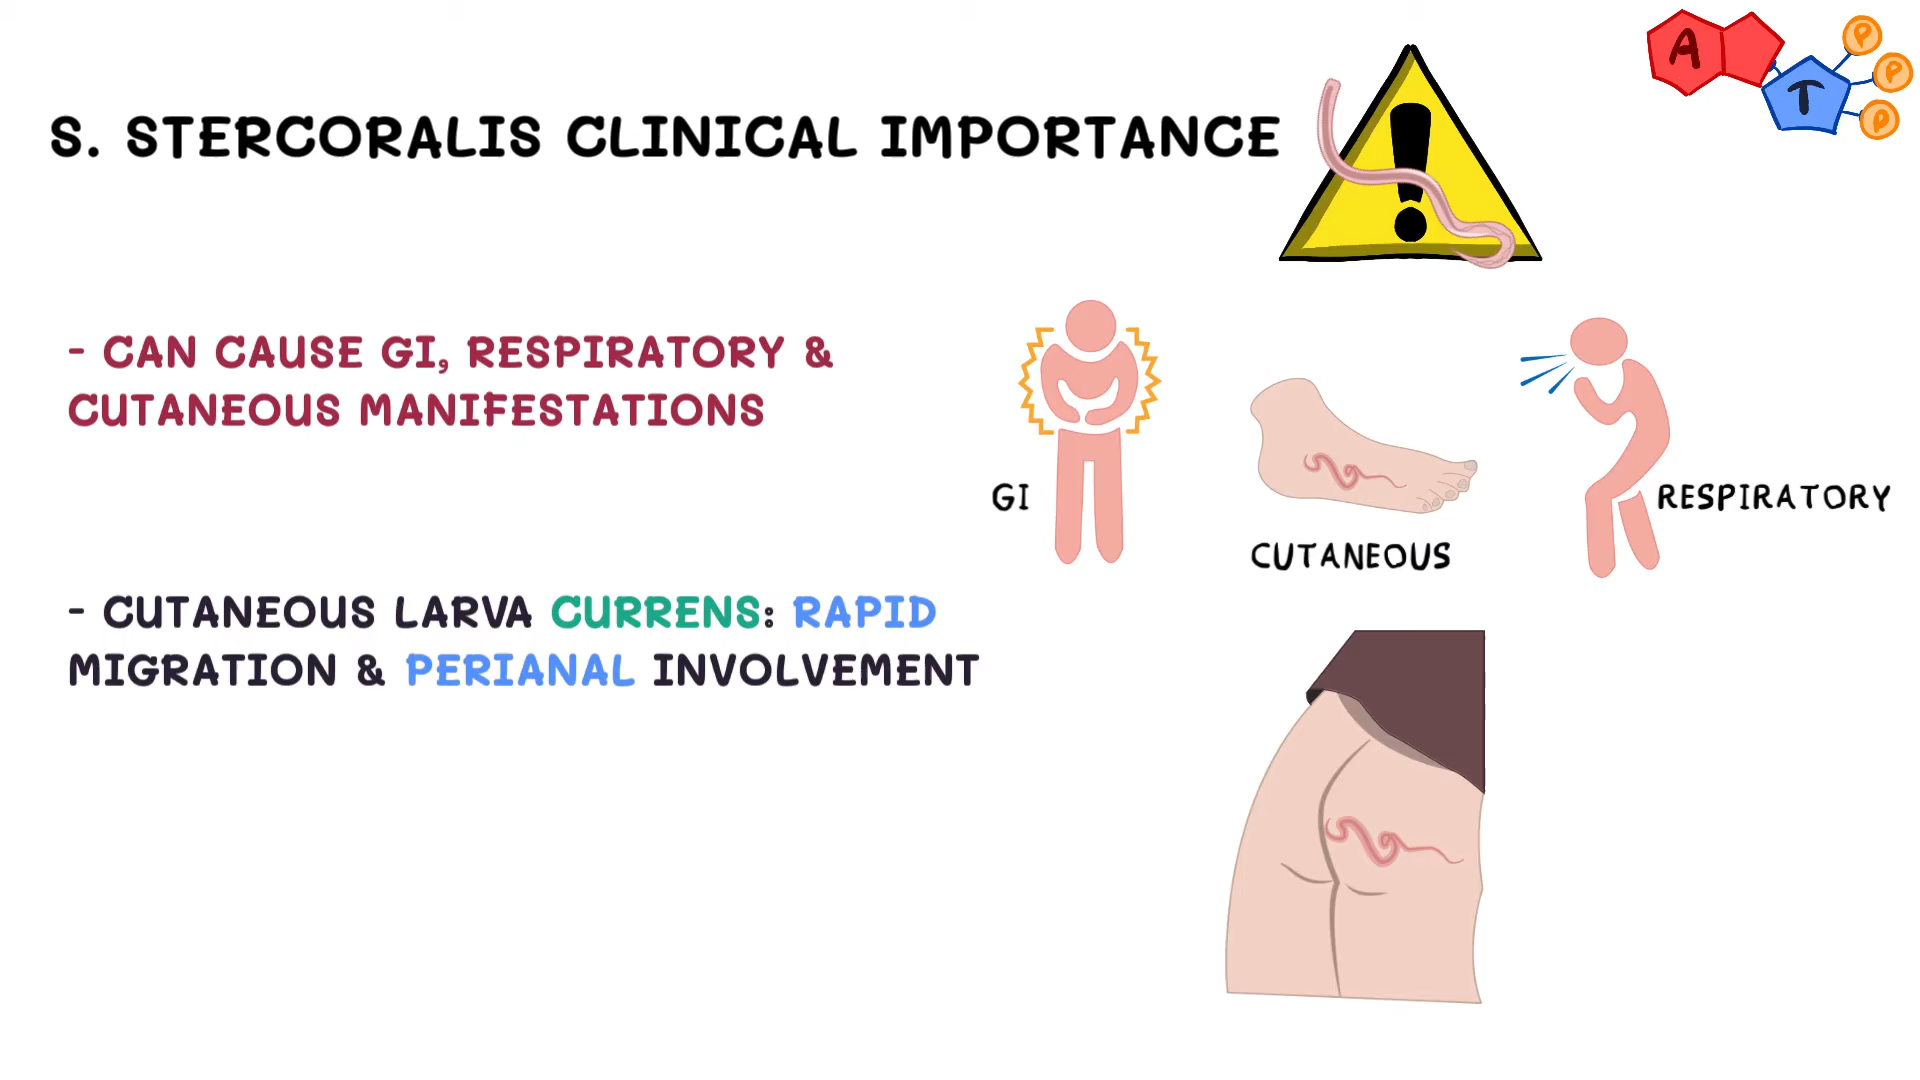 S. STERCORALIS CLINICAL IMPORTANCE
A T P P P
- CAN CAUSE GI, RESPIRATORY &
CUTANEOUS MANIFESTATIONS
GI
CUTANEOUS
RESPIRATORY
- CUTANEOUS LARVA CURRENS: RAPID
MIGRATION & PERIANAL INVOLVEMENT